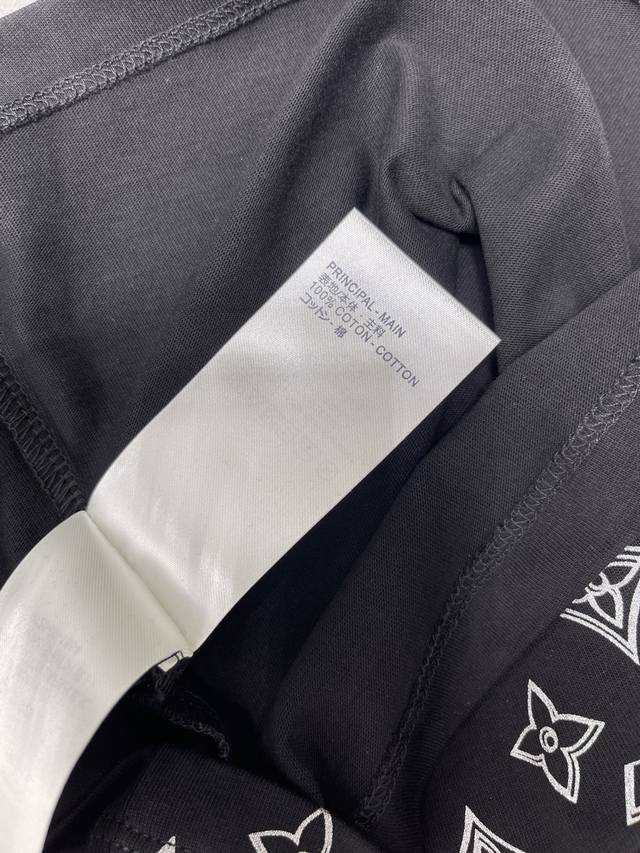 PRINCIPAL - MAIN
表地/本体 : 主料
100% COTON - COTTON
コットン - 棉